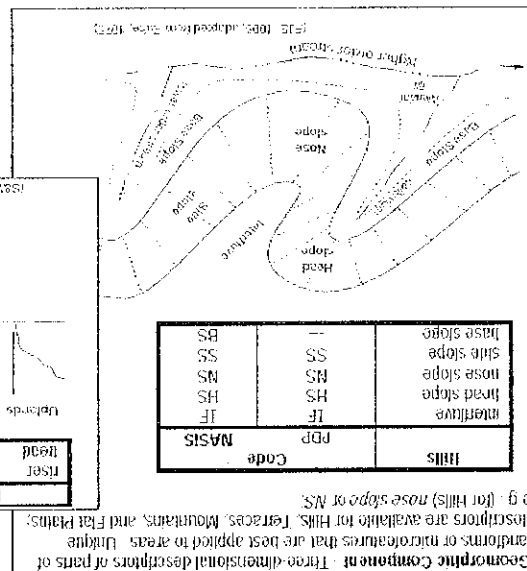 Geomorphic Component - Three-dimensional descriptors of parts of
landforms or microfeatures that are best applied to areas. Unique
descriptors are available for Hills, Terraces, Mountains, and Flat Plains;
e.g. (for Hills) nose slope or NS.
Hills Code
PDP NASIS
interfluve IF IF
head slope HS HS
nose slope NS NS
side slope SS SS
base slope — BS
riser
tread
Uplands
Head
slope
Interfluve
Side
slope
Nose
slope
Base Slope
Base Slope
higher order stream